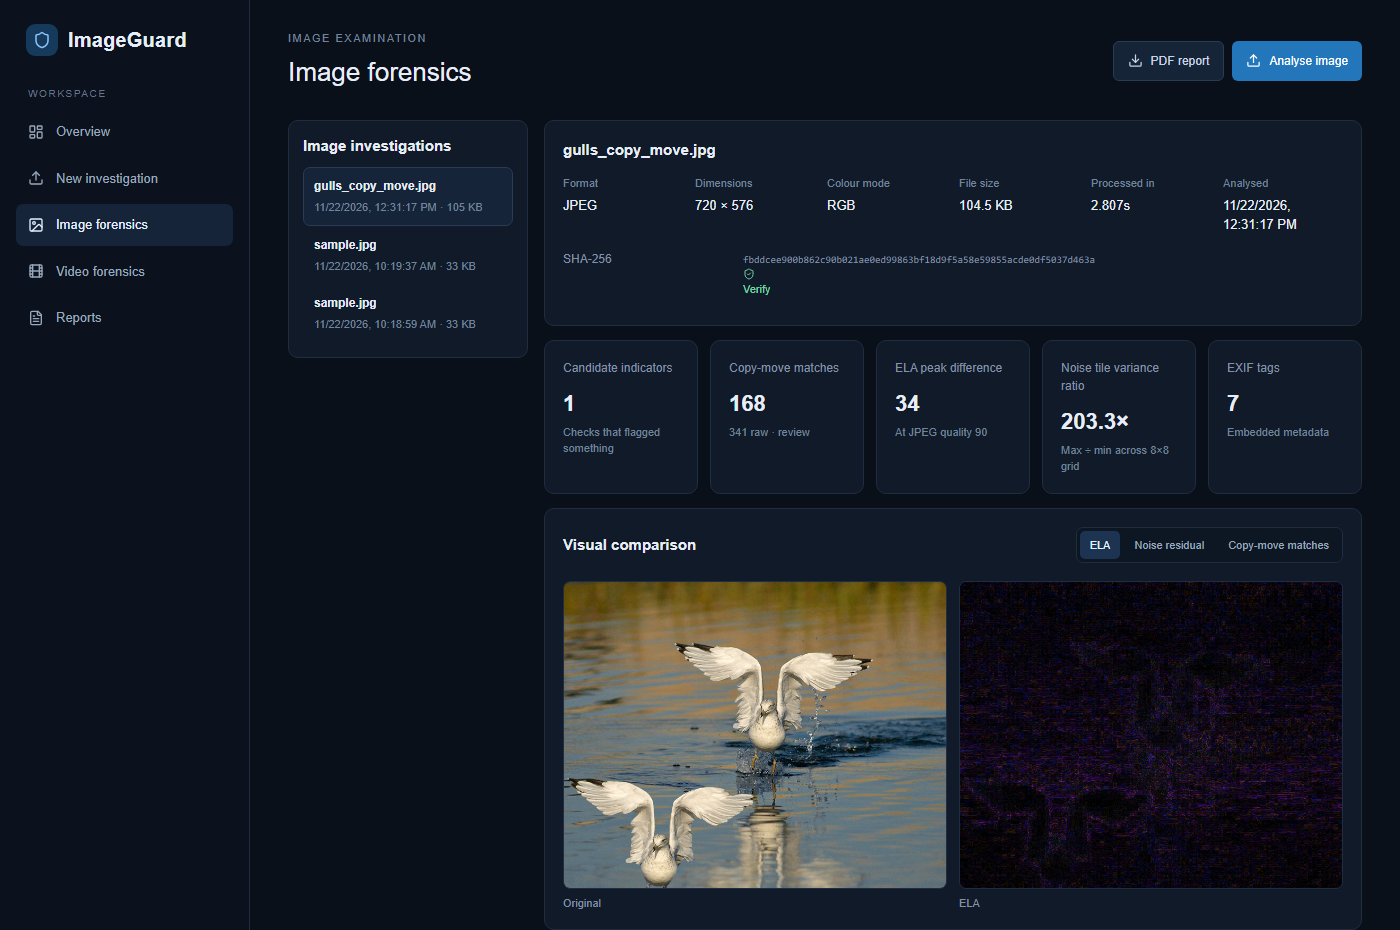 ImageGuard
WORKSPACE
Overview
New investigation
Image forensics
Video forensics
Reports
IMAGE EXAMINATION
Image forensics
PDF report
Analyse image
Image investigations
gulls_copy_move.jpg
11/22/2026, 12:31:17 PM · 105 KB
sample.jpg
11/22/2026, 10:19:37 AM · 33 KB
sample.jpg
11/22/2026, 10:18:59 AM · 33 KB
gulls_copy_move.jpg
Format
JPEG
Dimensions
720 × 576
Colour mode
RGB
File size
104.5 KB
Processed in
2.807s
Analysed
11/22/2026,
12:31:17 PM
SHA-256
fbddcee900b862c90b021ae0ed99863bf18d9f5a58e59855acde0df5037d463a
Verify
Candidate indicators
1
Checks that flagged
something
Copy-move matches
168
341 raw · review
ELA peak difference
34
At JPEG quality 90
Noise tile variance
ratio
203.3×
Max ÷ min across 8×8
grid
EXIF tags
7
Embedded metadata
Visual comparison
ELA
Noise residual
Copy-move matches
Original
ELA